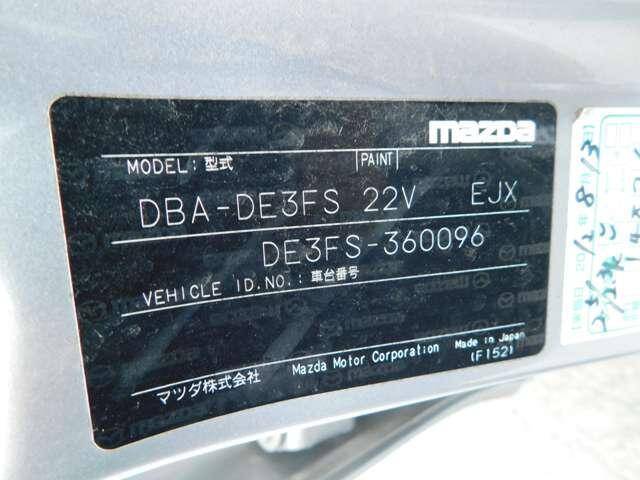 mazda
MODEL: 型式 PAINT
DBA-DE3FS 22V EJX
DE3FS-360096
VEHICLE ID.NO.: 車台番号
マツダ株式会社 Mazda Motor Corporation Made in Japan
(F152)